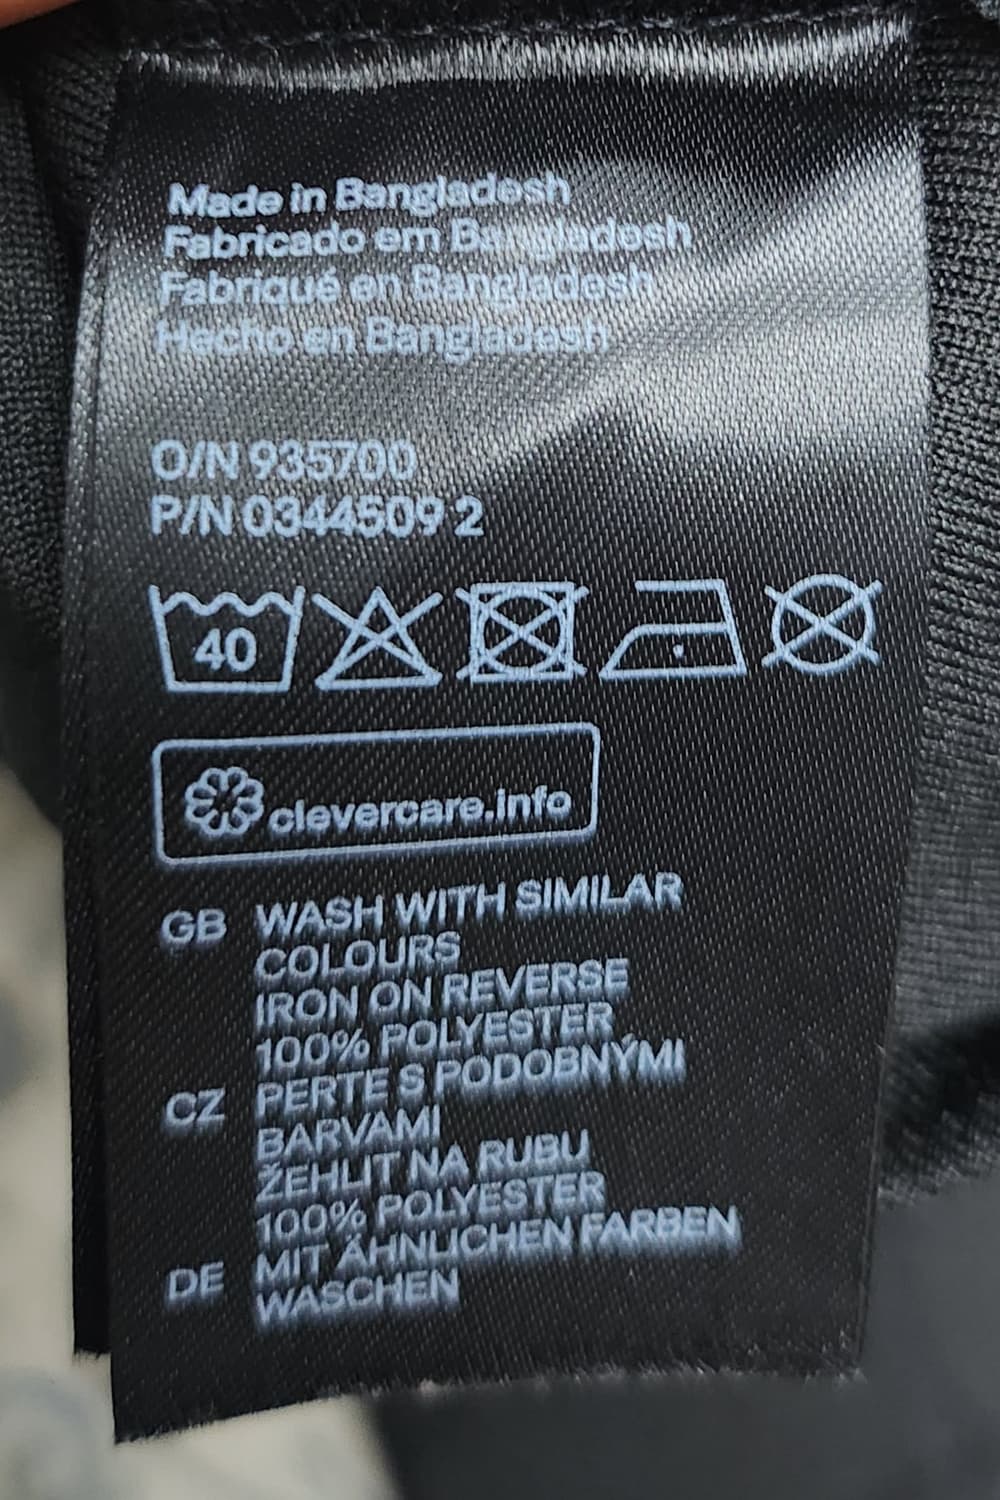 Made in Bangladesh
Fabricado em Bangladesh
Fabriqué en Bangladesh
Hecho en Bangladesh
O/N 935700
P/N 0344509 2
40
clevercare.info
GB WASH WITH SIMILAR
COLOURS
IRON ON REVERSE
100% POLYESTER
CZ PERTE S PODOBNÝMI
BARVAMI
ŽEHLIT NA RUBU
100% POLYESTER
DE MIT ÄHNLICHEN FARBEN
WASCHEN